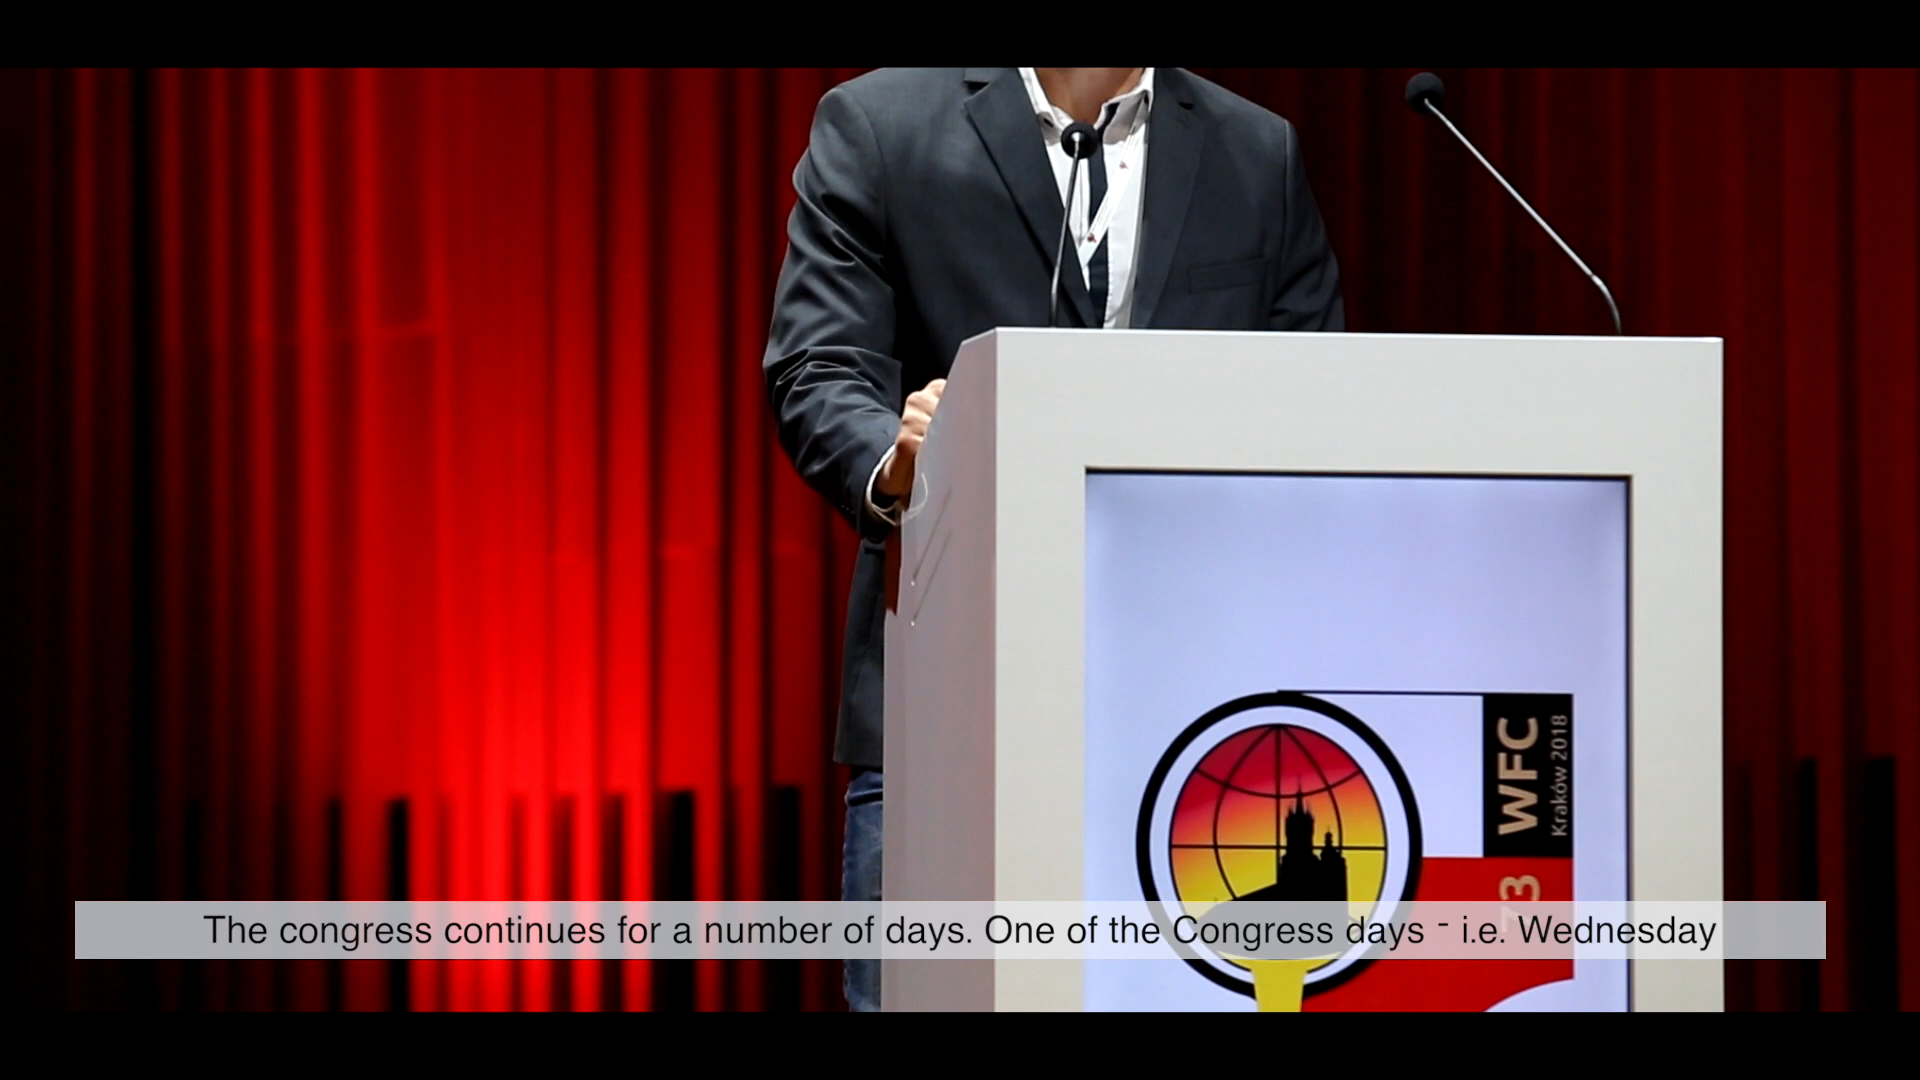 WFC
Kraków 2018
73
The congress continues for a number of days. One of the Congress days - i.e. Wednesday